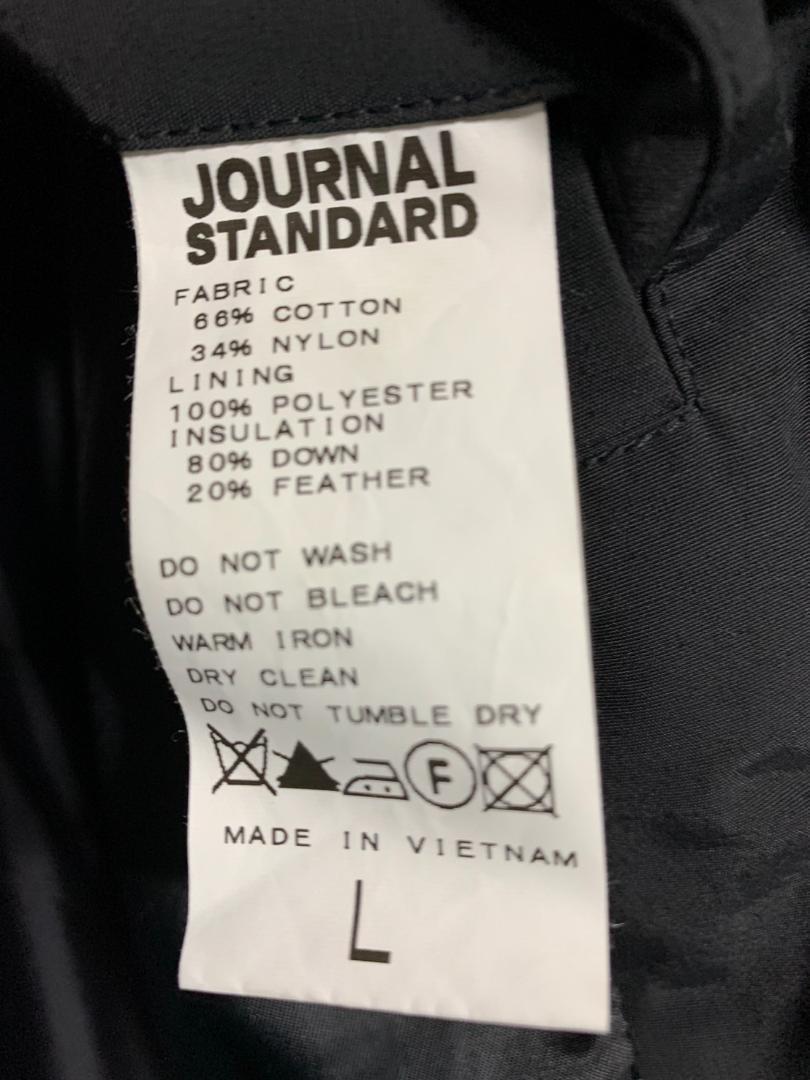 JOURNAL
STANDARD
FABRIC
66% COTTON
34% NYLON
LINING
100% POLYESTER
INSULATION
80% DOWN
20% FEATHER
DO NOT WASH
DO NOT BLEACH
WARM IRON
DRY CLEAN
DO NOT TUMBLE DRY
F
MADE IN VIETNAM
L